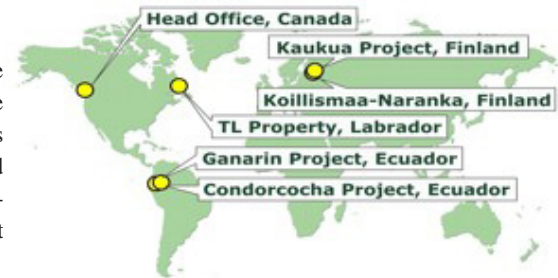 Head Office, Canada
Kaukua Project, Finland
Koillismaa-Naranka, Finland
TL Property, Labrador
Ganarin Project, Ecuador
Condorcocha Project, Ecuador